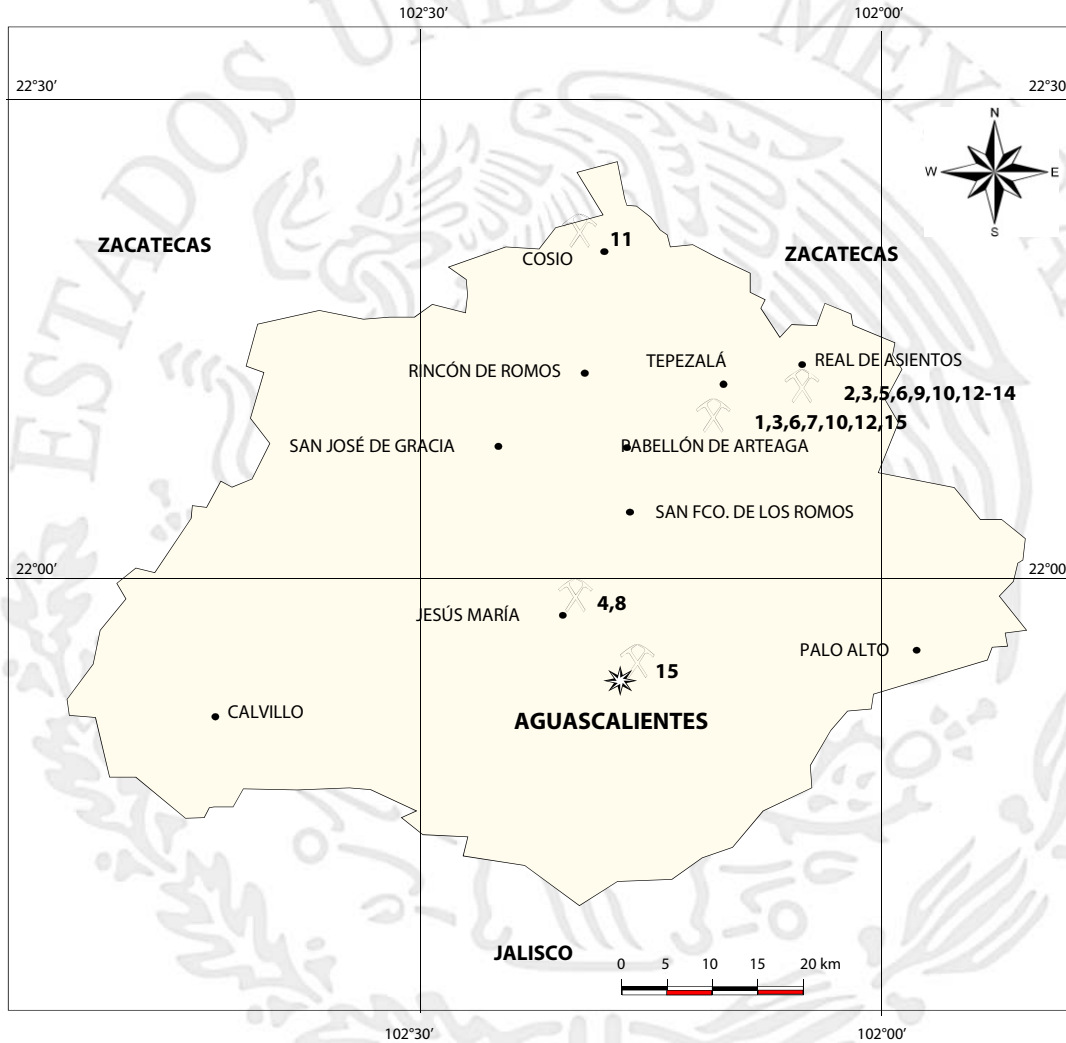 102°30'
102°00'
22°30'
22°30'
N
W
E
S
ESTADOS UNIDOS MEX
ZACATECAS
ZACATECAS
11
COSIO
TEPEZALÁ
REAL DE ASIENTOS
RINCÓN DE ROMOS
2,3,5,6,9,10,12-14
1,3,6,7,10,12,15
SAN JOSÉ DE GRACIA
PABELLÓN DE ARTEAGA
SAN FCO. DE LOS ROMOS
22°00'
22°00'
4,8
JESÚS MARÍA
PALO ALTO
15
CALVILLO
AGUASCALIENTES
JALISCO
0 5 10 15 20 km
102°30'
102°00'